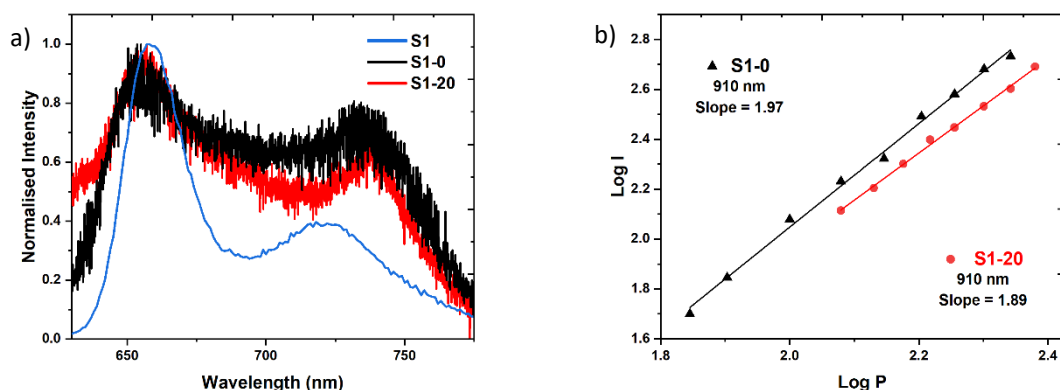 a)
Normalised Intensity
1.0
0.8
0.6
0.4
0.2
0.0
650
700
750
Wavelength (nm)
S1
S1-0
S1-20
b)
Log I
2.8
2.6
2.4
2.2
2.0
1.8
1.6
1.8
2.0
2.2
2.4
Log P
S1-0
910 nm
Slope = 1.97
S1-20
910 nm
Slope = 1.89